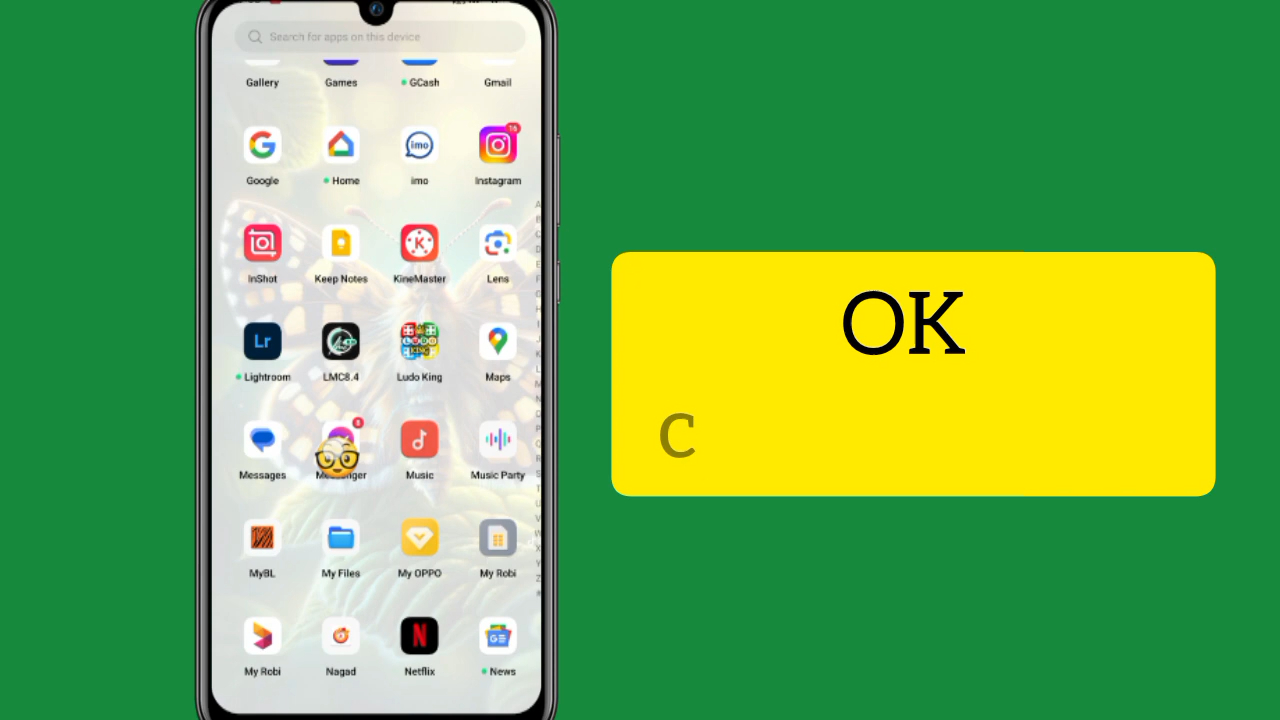 Search for apps on this device
Gallery Games GCash Gmail
Google Home imo Instagram
InShot Keep Notes KineMaster Lens
Lr
Lightroom LMC8.4 Ludo King Maps
Messages Music Music Party
MyBL My Files My OPPO My Robi
GE
My Robi Nagad Netflix News
OK
C